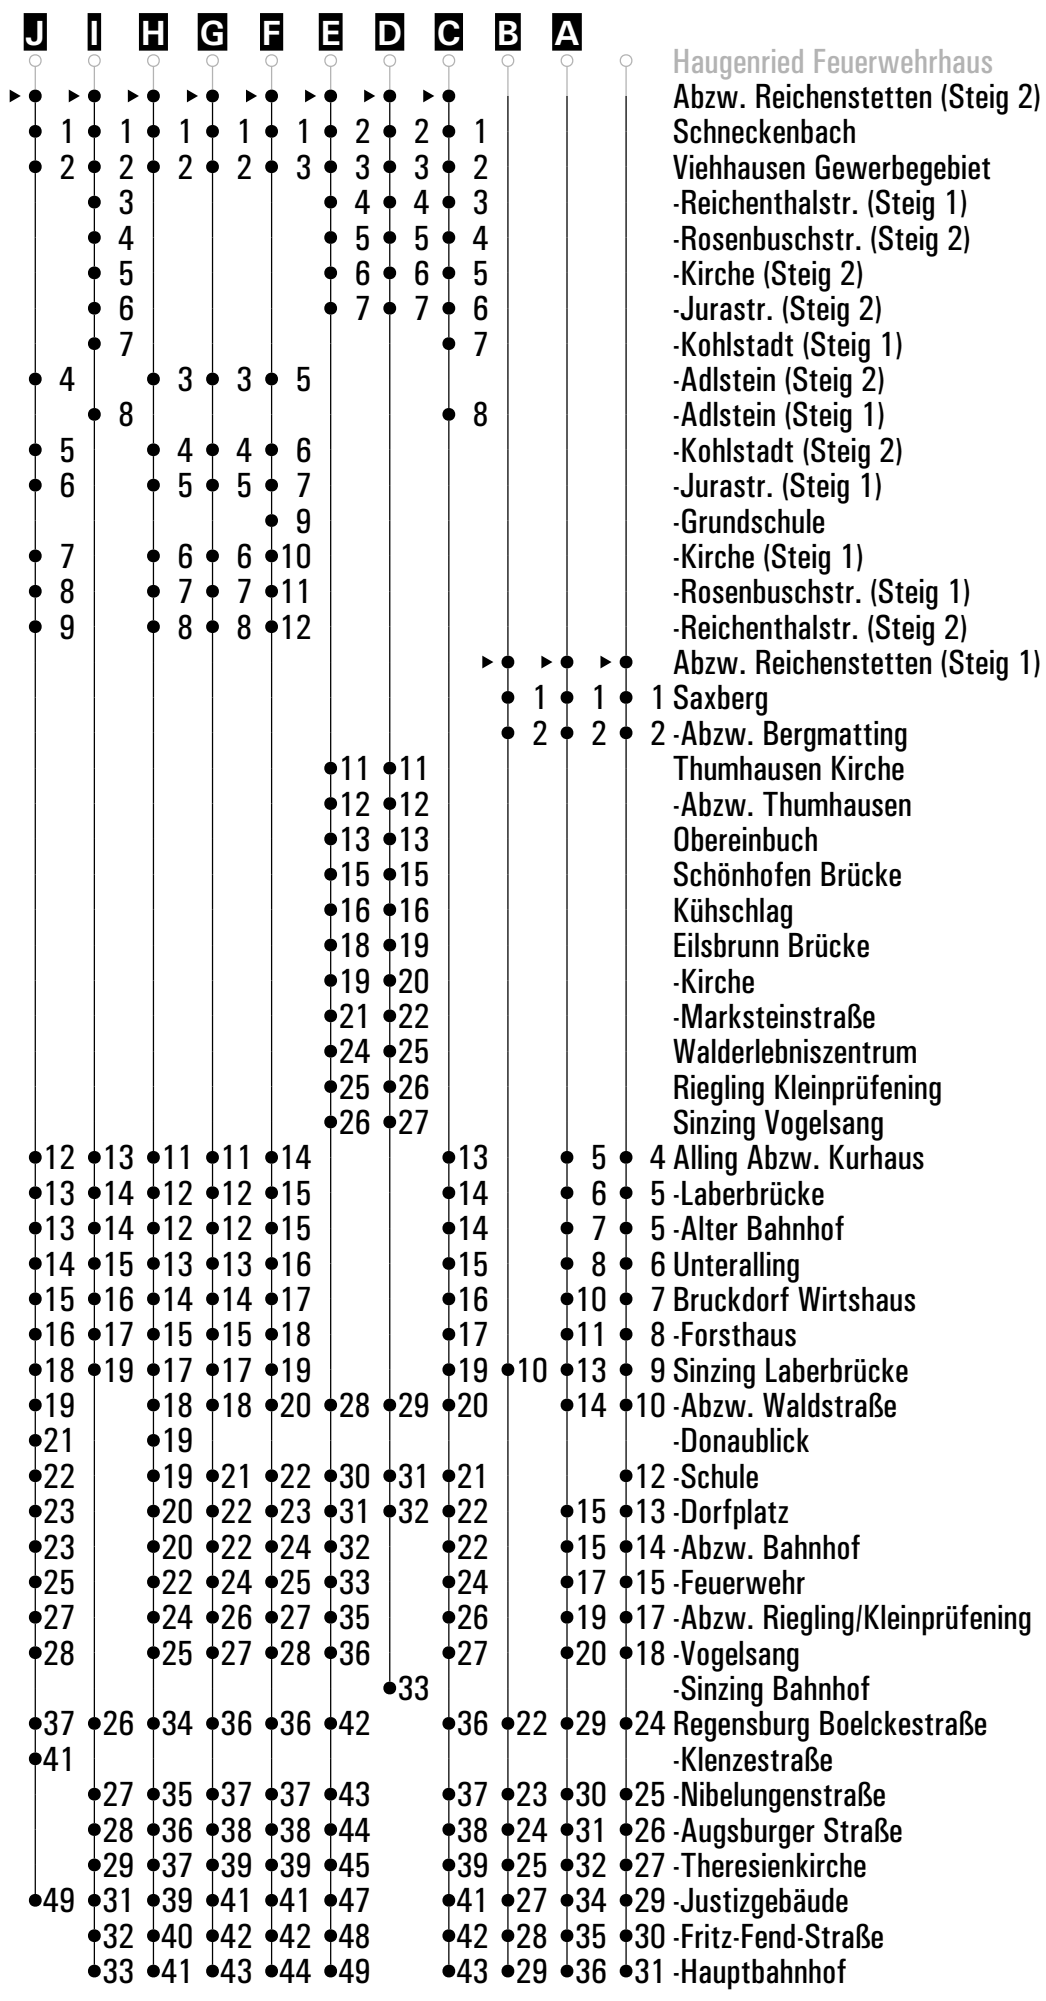 J I H G F E D C B A
Haugenried Feuerwehrhaus
Abzw. Reichenstetten (Steig 2)
1 1 1 1 1 2 2 1 Schneckenbach
2 2 2 2 3 3 3 2 Viehhausen Gewerbegebiet
3 4 4 3 -Reichenthalstr. (Steig 1)
4 5 5 4 -Rosenbuschstr. (Steig 2)
5 6 6 5 -Kirche (Steig 2)
6 7 7 6 -Jurastr. (Steig 2)
7 7 -Kohlstadt (Steig 1)
4 3 3 5 -Adlstein (Steig 2)
8 8 -Adlstein (Steig 1)
5 4 4 6 -Kohlstadt (Steig 2)
6 5 5 7 -Jurastr. (Steig 1)
9 -Grundschule
7 6 6 10 -Kirche (Steig 1)
8 7 7 11 -Rosenbuschstr. (Steig 1)
9 8 8 12 -Reichenthalstr. (Steig 2)
Abzw. Reichenstetten (Steig 1)
1 1 1 Saxberg
2 2 2 -Abzw. Bergmatting
11 11 Thumhausen Kirche
12 12 -Abzw. Thumhausen
13 13 Obereinbuch
15 15 Schönhofen Brücke
16 16 Kühschlag
18 19 Eilsbrunn Brücke
19 20 -Kirche
21 22 -Marksteinstraße
24 25 Walderlebniszentrum
25 26 Riegling Kleinprüfening
26 27 Sinzing Vogelsang
12 13 11 11 14 13 5 4 Alling Abzw. Kurhaus
13 14 12 12 15 14 6 5 -Laberbrücke
13 14 12 12 15 14 7 5 -Alter Bahnhof
14 15 13 13 16 15 8 6 Unteralling
15 16 14 14 17 16 10 7 Bruckdorf Wirtshaus
16 17 15 15 18 17 11 8 -Forsthaus
18 19 17 17 19 19 10 13 9 Sinzing Laberbrücke
19 18 18 20 28 29 20 14 10 -Abzw. Waldstraße
21 19 -Donaublick
22 19 21 22 30 31 21 12 -Schule
23 20 22 23 31 32 22 15 13 -Dorfplatz
23 20 22 24 32 22 15 14 -Abzw. Bahnhof
25 22 24 25 33 24 17 15 -Feuerwehr
27 24 26 27 35 26 19 17 -Abzw. Riegling/Kleinprüfening
28 25 27 28 36 27 20 18 -Vogelsang
33 -Sinzing Bahnhof
37 26 34 36 36 42 36 22 29 24 Regensburg Boelckestraße
41 -Klenzestraße
27 35 37 37 43 37 23 30 25 -Nibelungenstraße
28 36 38 38 44 38 24 31 26 -Augsburger Straße
29 37 39 39 45 39 25 32 27 -Theresienkirche
49 31 39 41 41 47 41 27 34 29 -Justizgebäude
32 40 42 42 48 42 28 35 30 -Fritz-Fend-Straße
33 41 43 44 49 43 29 36 31 -Hauptbahnhof